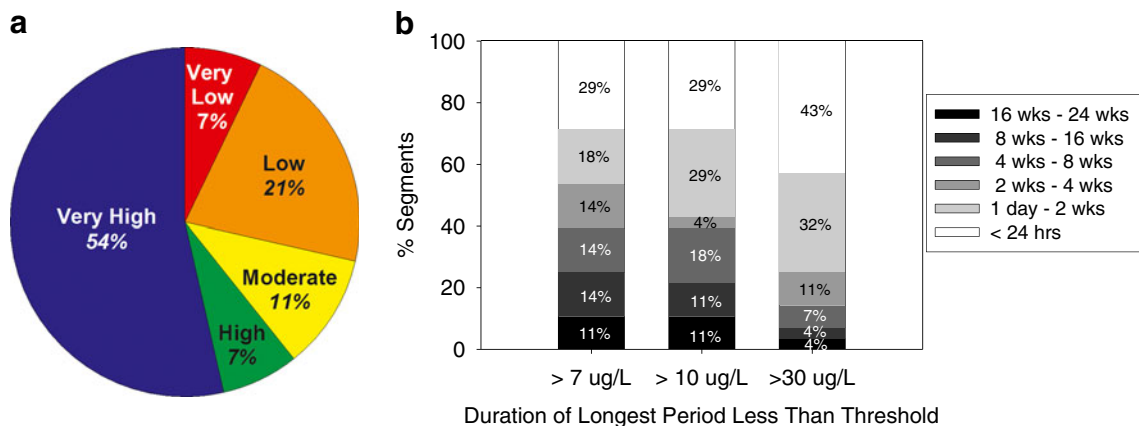 a
Very
Low
7%
Low
21%
Moderate
11%
High
7%
Very High
54%
b
100
80
60
40
20
0
% Segments
29%
18%
14%
14%
14%
11%
29%
29%
4%
18%
11%
11%
43%
32%
11%
7%
4%
4%
> 7 ug/L
> 10 ug/L
>30 ug/L
Duration of Longest Period Less Than Threshold
16 wks - 24 wks
8 wks - 16 wks
4 wks - 8 wks
2 wks - 4 wks
1 day - 2 wks
< 24 hrs